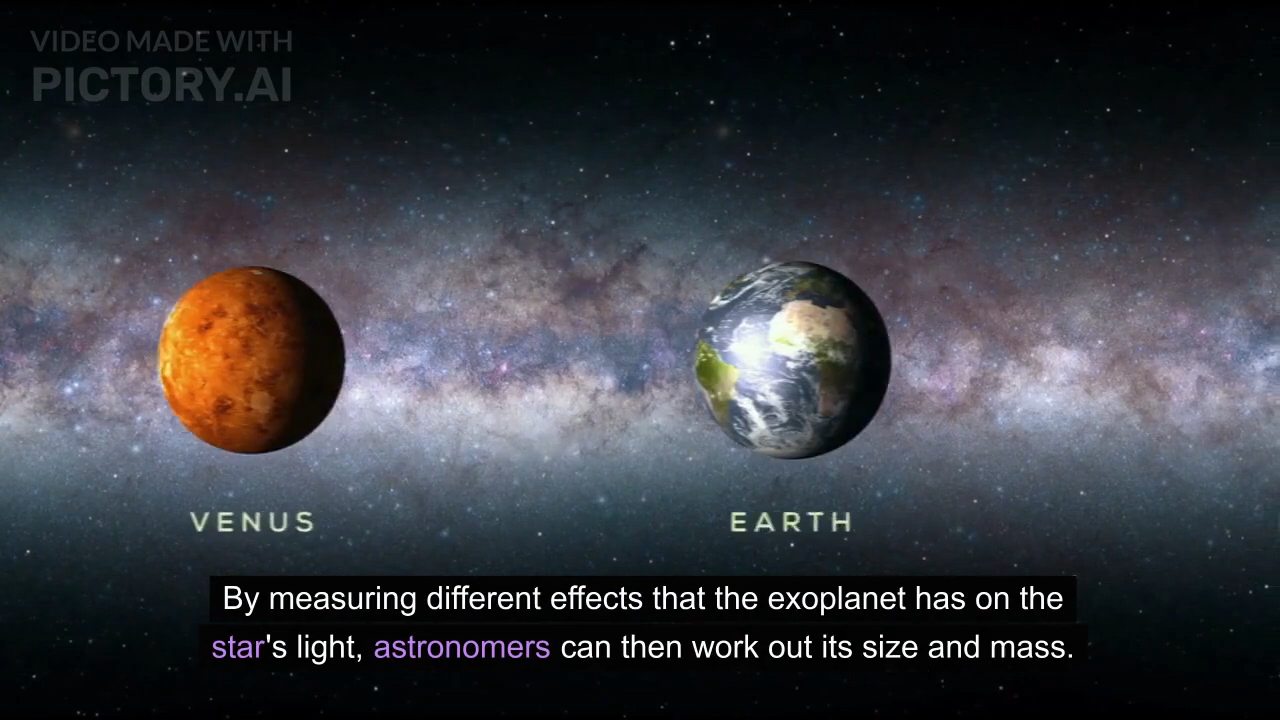 VIDEO MADE WITH
PICTORY.AI
VENUS
EARTH
By measuring different effects that the exoplanet has on the
star's light, astronomers can then work out its size and mass.